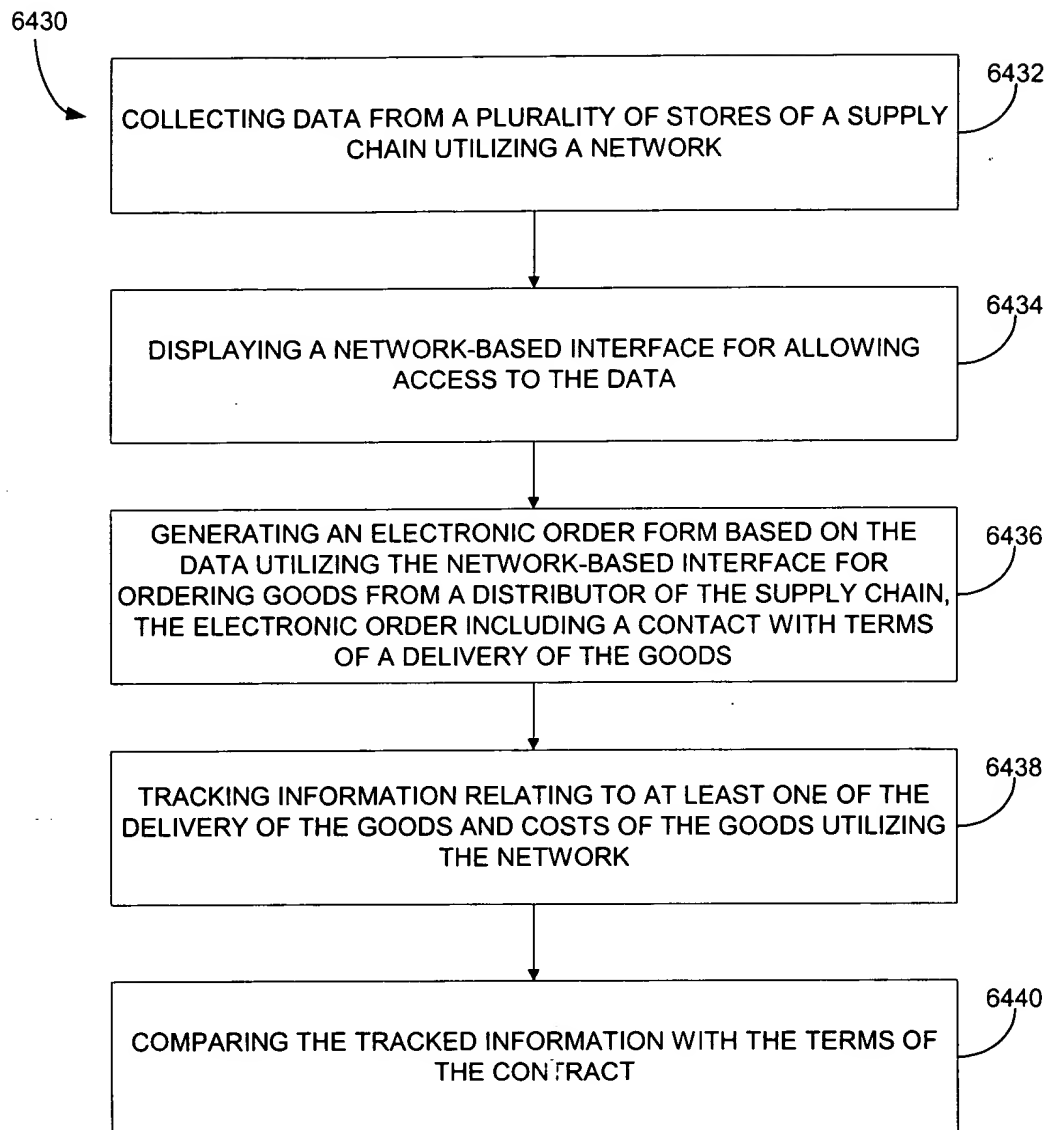 6430
6432
COLLECTING DATA FROM A PLURALITY OF STORES OF A SUPPLY
CHAIN UTILIZING A NETWORK
6434
DISPLAYING A NETWORK-BASED INTERFACE FOR ALLOWING
ACCESS TO THE DATA
6436
GENERATING AN ELECTRONIC ORDER FORM BASED ON THE
DATA UTILIZING THE NETWORK-BASED INTERFACE FOR
ORDERING GOODS FROM A DISTRIBUTOR OF THE SUPPLY CHAIN,
THE ELECTRONIC ORDER INCLUDING A CONTACT WITH TERMS
OF A DELIVERY OF THE GOODS
6438
TRACKING INFORMATION RELATING TO AT LEAST ONE OF THE
DELIVERY OF THE GOODS AND COSTS OF THE GOODS UTILIZING
THE NETWORK
6440
COMPARING THE TRACKED INFORMATION WITH THE TERMS OF
THE CONTRACT